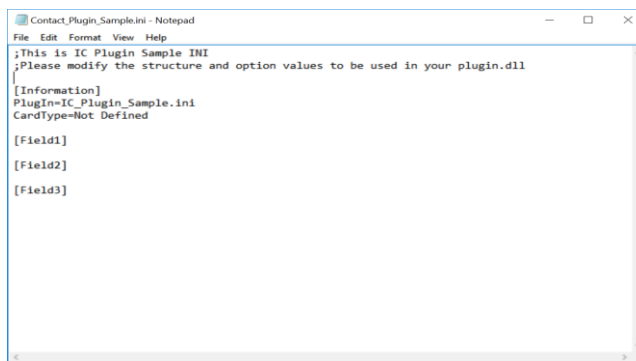 Contact_Plugin_Sample.ini - Notepad
File Edit Format View Help
;This is IC Plugin Sample INI
;Please modify the structure and option values to be used in your plugin.dll
[Information]
PlugIn=IC_Plugin_Sample.ini
CardType=Not Defined
[Field1]
[Field2]
[Field3]